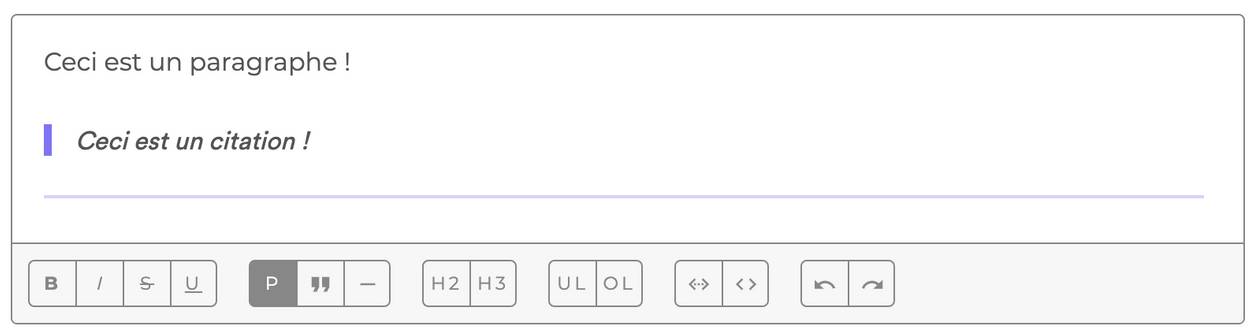 Ceci est un paragraphe !
Ceci est un citation !
B I S U P H2 H3 UL OL